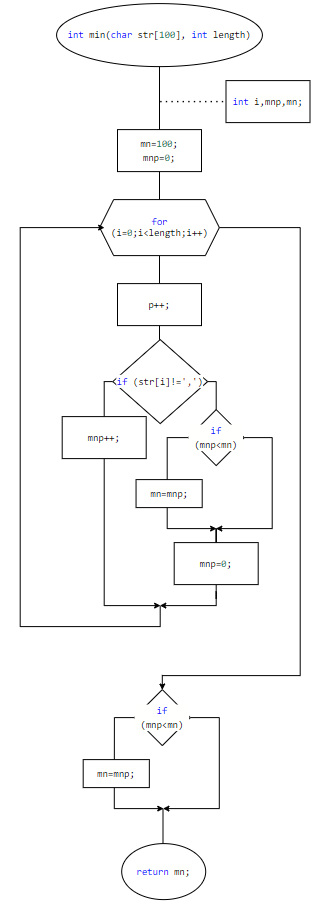 int min(char str[100], int length)
int i,mnp,mn;
mn=100;
mnp=0;
for
(i=0;i<length;i++)
p++;
if (str[i]!=',')
mnp++;
if
(mnp<mn)
mn=mnp;
mnp=0;
if
(mnp<mn)
mn=mnp;
return mn;